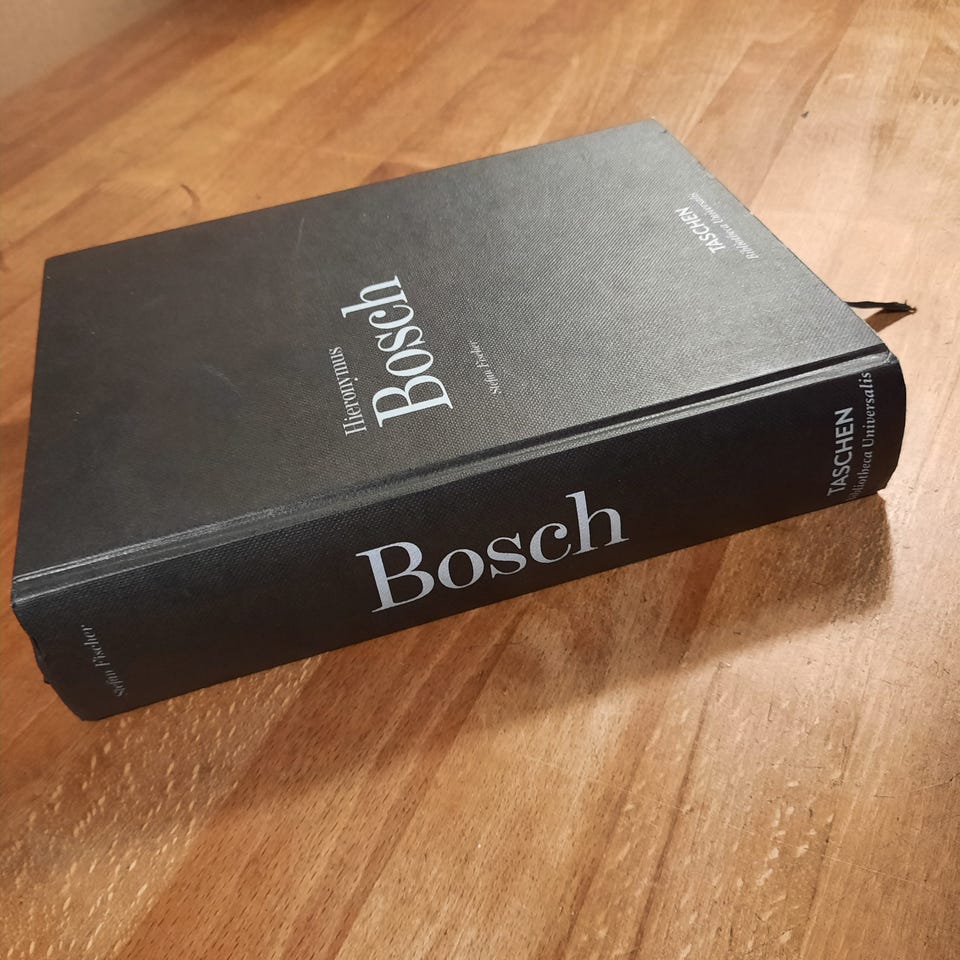 Hieronymus
Bosch
Stefan Fischer
TASCHEN
Bibliotheca Universalis
Stefan Fischer
Bosch
TASCHEN
Bibliotheca Universalis